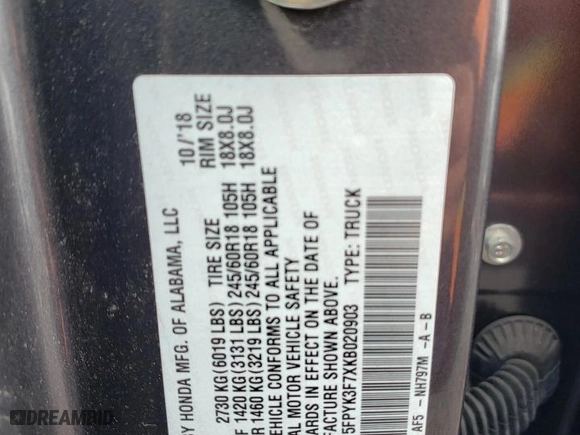 BY HONDA MFG. OF ALABAMA, LLC 10/'18
2730 KG (6019 LBS) TIRE SIZE RIM SIZE
F 1420 KG (3131 LBS) 245/60R18 105H 18X8.0J
R 1460 KG (3219 LBS) 245/60R18 105H 18X8.0J
VEHICLE CONFORMS TO ALL APPLICABLE
AL MOTOR VEHICLE SAFETY
ARDS IN EFFECT ON THE DATE OF
FACTURE SHOWN ABOVE.
5FPYK3F7XKB020903 TYPE: TRUCK
AF5 - NH797M -A -B
DREAMBID